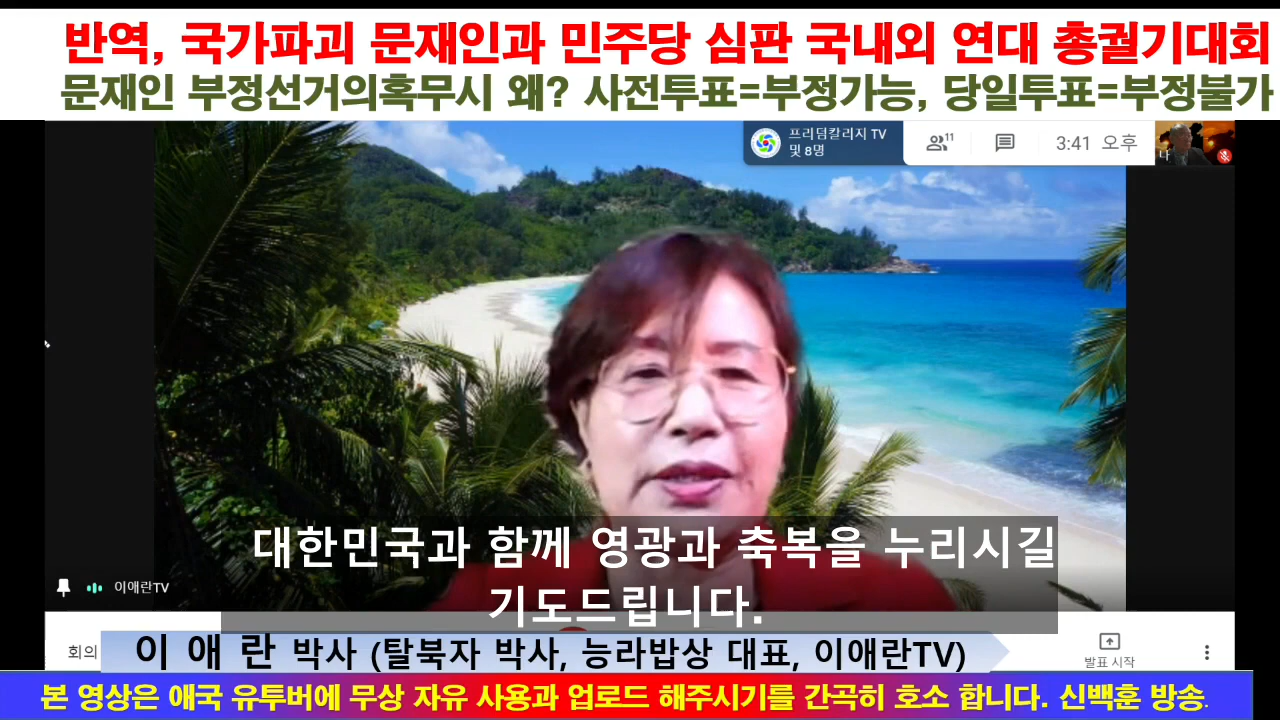 반역, 국가파괴 문재인과 민주당 심판 국내외 연대 총궐기대회
문재인 부정선거의혹무시 왜? 사전투표=부정가능, 당일투표=부정불가
프리덤칼리지 TV
및 8명
11
3:41 오후
나
대한민국과 함께 영광과 축복을 누리시길
기도드립니다.
이애란TV
회의
이 애 란 박사 (탈북자 박사, 능라밥상 대표, 이애란TV)
발표 시작
본 영상은 애국 유투버에 무상 자유 사용과 업로드 해주시기를 간곡히 호소 합니다. 신백훈 방송.